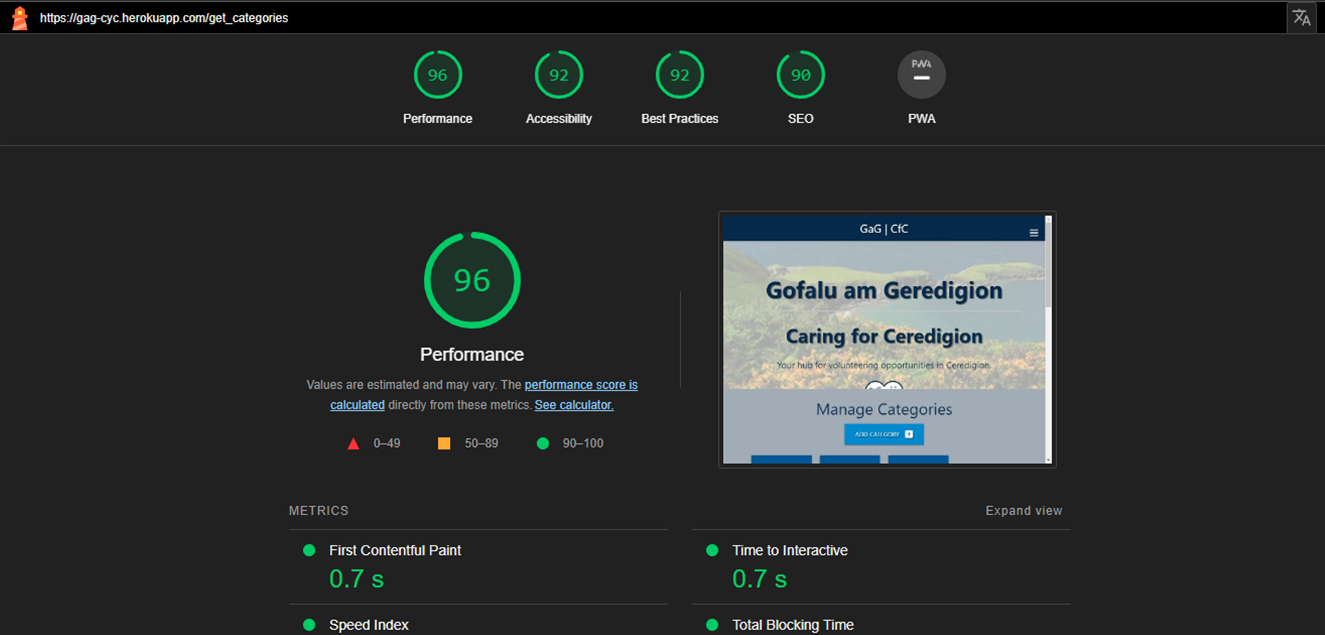 https://gag-cyc.herokuapp.com/get_categories
96
92
92
90
PWA
Performance
Accessibility
Best Practices
SEO
PWA
96
Performance
Values are estimated and may vary. The performance score is
calculated directly from these metrics. See calculator.
0–49
50–89
90–100
GaG | CfC
Gofalu am Geredigion
Caring for Ceredigion
Your hub for volunteering opportunities in Ceredigion.
Manage Categories
ADD CATEGORY
METRICS
Expand view
First Contentful Paint
0.7 s
Time to Interactive
0.7 s
Speed Index
Total Blocking Time